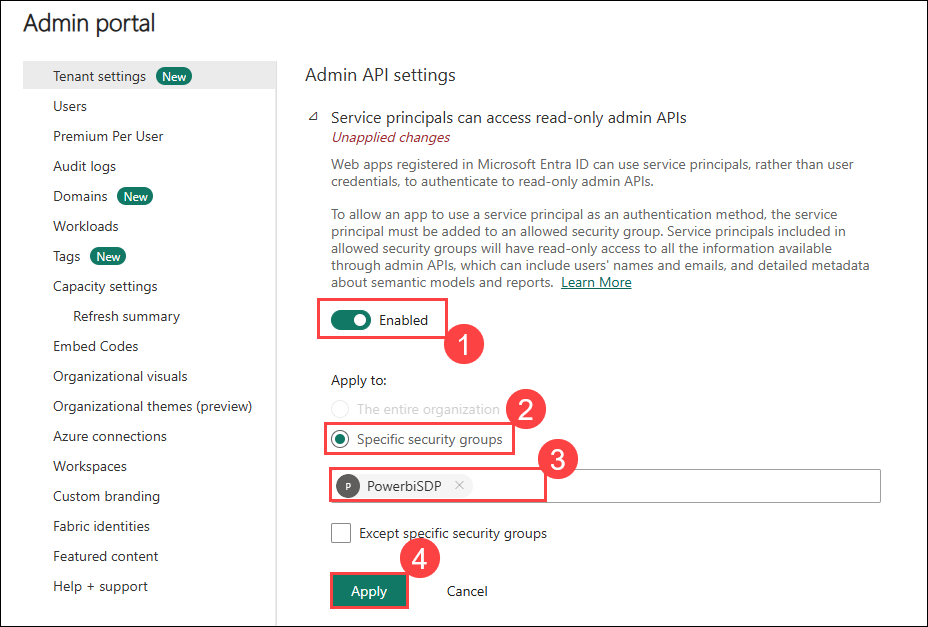 Admin portal
Tenant settings New
Users
Premium Per User
Audit logs
Domains New
Workloads
Tags New
Capacity settings
Refresh summary
Embed Codes
Organizational visuals
Organizational themes (preview)
Azure connections
Workspaces
Custom branding
Fabric identities
Featured content
Help + support
Admin API settings
Service principals can access read-only admin APIs
Unapplied changes
Web apps registered in Microsoft Entra ID can use service principals, rather than user
credentials, to authenticate to read-only admin APIs.
To allow an app to use a service principal as an authentication method, the service
principal must be added to an allowed security group. Service principals included in
allowed security groups will have read-only access to all the information available
through admin APIs, which can include users' names and emails, and detailed metadata
about semantic models and reports. Learn More
Enabled
1
Apply to:
The entire organization
2
Specific security groups
3
P PowerbiSDP
Except specific security groups
4
Apply Cancel